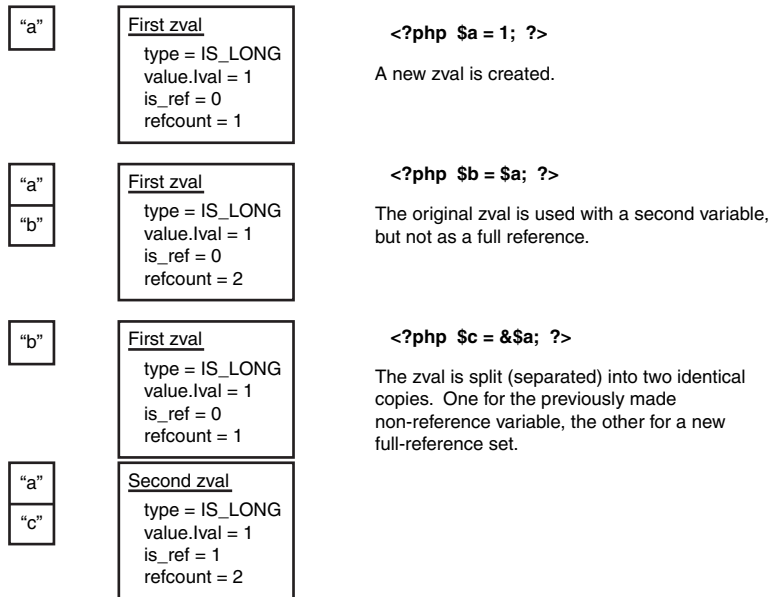 “a”
First zval
type = IS_LONG
value.lval = 1
is_ref = 0
refcount = 1
<?php $a = 1; ?>
A new zval is created.
“a”
“b”
First zval
type = IS_LONG
value.lval = 1
is_ref = 0
refcount = 2
<?php $b = $a; ?>
The original zval is used with a second variable,
but not as a full reference.
“b”
First zval
type = IS_LONG
value.lval = 1
is_ref = 0
refcount = 1
<?php $c = &$a; ?>
The zval is split (separated) into two identical
copies. One for the previously made
non-reference variable, the other for a new
full-reference set.
“a”
“c”
Second zval
type = IS_LONG
value.lval = 1
is_ref = 1
refcount = 2